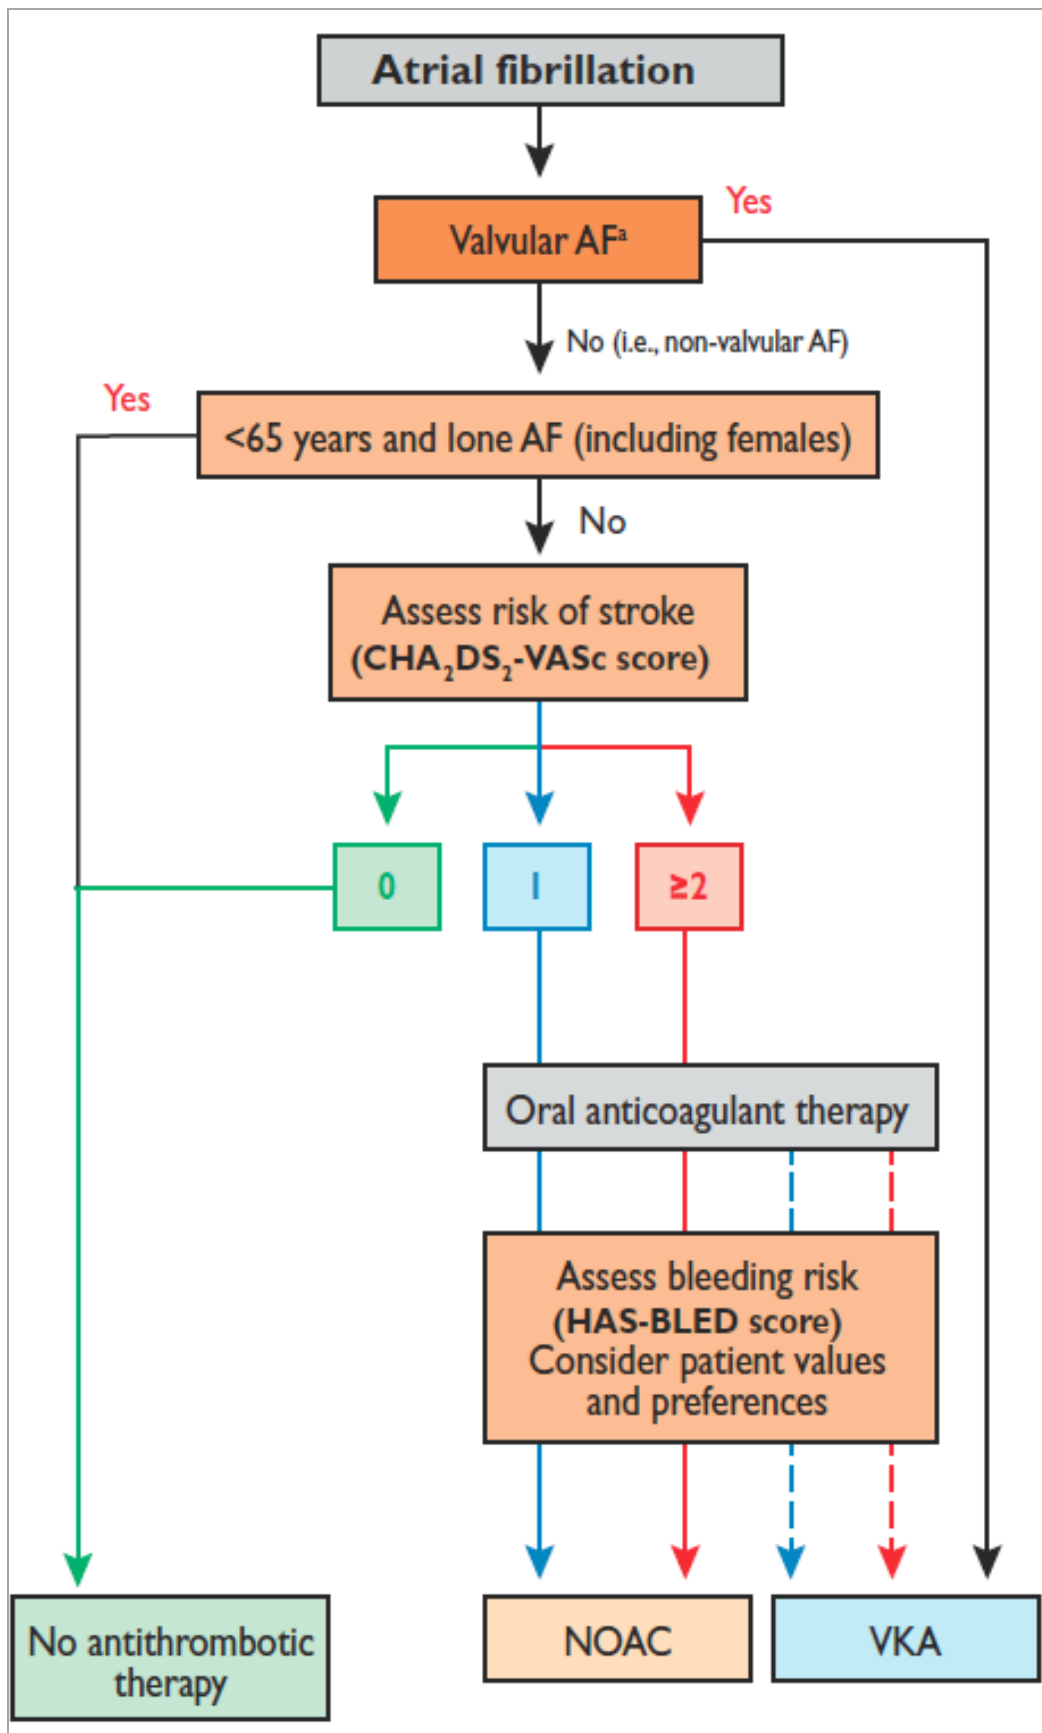 Atrial fibrillation
Yes
Valvular AFᵃ
No (i.e., non-valvular AF)
Yes
<65 years and lone AF (including females)
No
Assess risk of stroke
(CHA₂DS₂-VASc score)
0
1
≥2
Oral anticoagulant therapy
Assess bleeding risk
(HAS-BLED score)
Consider patient values
and preferences
No antithrombotic
therapy
NOAC
VKA